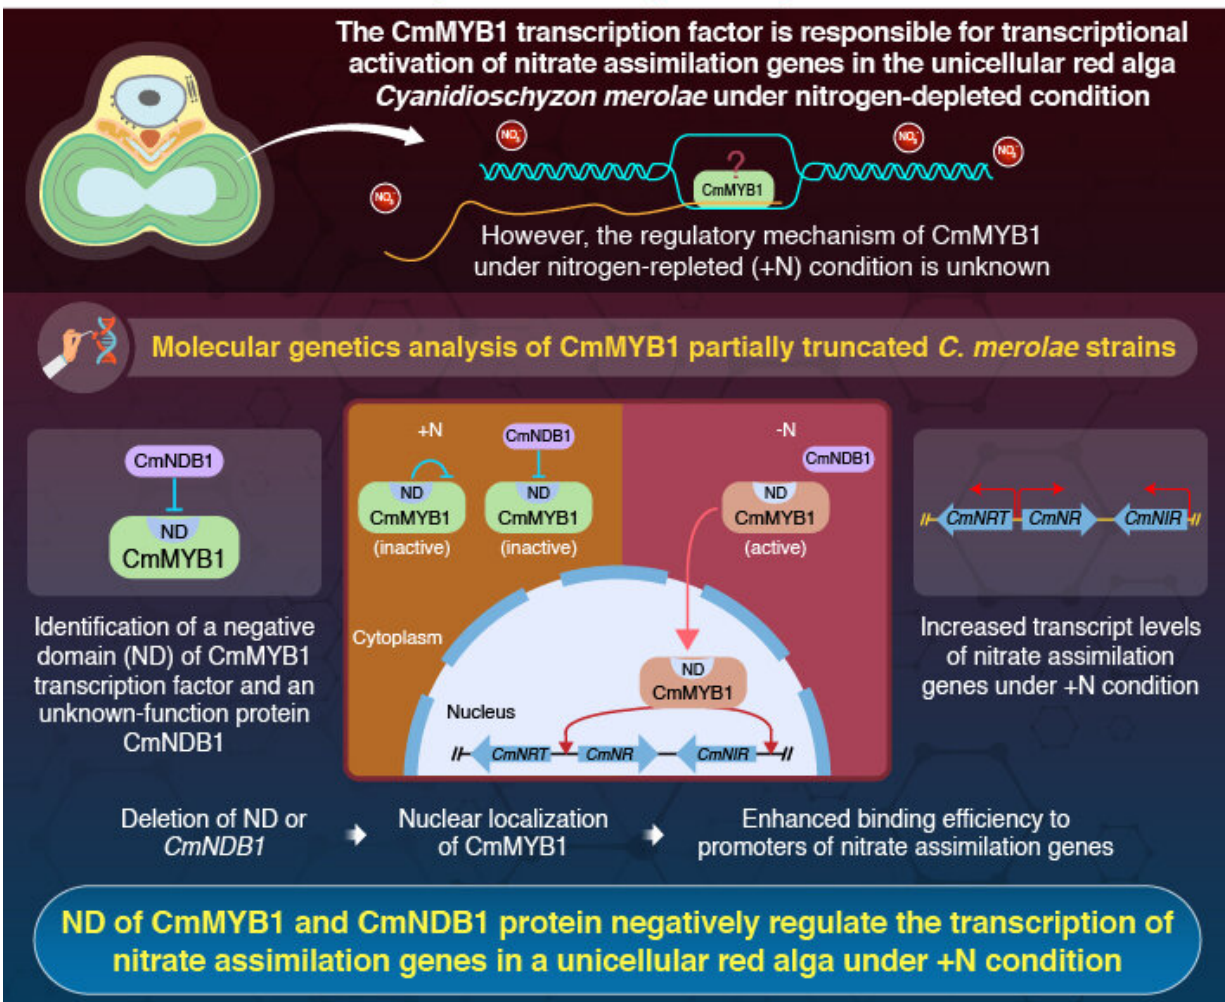 The CmMYB1 transcription factor is responsible for transcriptional
activation of nitrate assimilation genes in the unicellular red alga
Cyanidioschyzon merolae under nitrogen-depleted condition
NO₃⁻
NO₃⁻
NO₃⁻
NO₃⁻
?
CmMYB1
However, the regulatory mechanism of CmMYB1
under nitrogen-repleted (+N) condition is unknown
Molecular genetics analysis of CmMYB1 partially truncated C. merolae strains
CmNDB1
ND
CmMYB1
Identification of a negative
domain (ND) of CmMYB1
transcription factor and an
unknown-function protein
CmNDB1
+N
ND
CmMYB1
(inactive)
CmNDB1
ND
CmMYB1
(inactive)
-N
CmNDB1
ND
CmMYB1
(active)
Cytoplasm
ND
CmMYB1
Nucleus
CmNRT
CmNR
CmNIR
CmNRT
CmNR
CmNIR
Increased transcript levels
of nitrate assimilation
genes under +N condition
Deletion of ND or
CmNDB1
Nuclear localization
of CmMYB1
Enhanced binding efficiency to
promoters of nitrate assimilation genes
ND of CmMYB1 and CmNDB1 protein negatively regulate the transcription of
nitrate assimilation genes in a unicellular red alga under +N condition